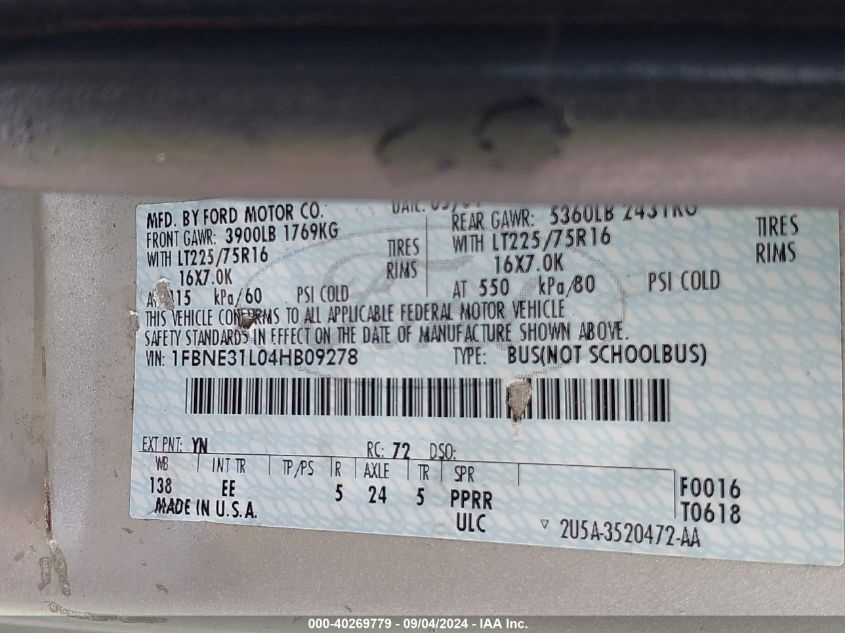 MFD. BY FORD MOTOR CO.
FRONT GAWR: 3900LB 1769KG
WITH LT225/75R16 TIRES
16X7.0K RIMS
kPa/60 PSI COLD
REAR GAWR: 5360LB 2431KG
WITH LT225/75R16 TIRES
16X7.0K RIMS
AT 550 kPa/80 PSI COLD
THIS VEHICLE CONFORMS TO ALL APPLICABLE FEDERAL MOTOR VEHICLE
SAFETY STANDARDS IN EFFECT ON THE DATE OF MANUFACTURE SHOWN ABOVE.
VIN: 1FBNE31L04HB09278 TYPE: BUS(NOT SCHOOLBUS)
EXT PNT: YN RC: 72 DSO:
WB INT TR TP/PS R AXLE TR SPR
138 EE 5 24 5 PPRR
MADE IN U.S.A. ULC
F0016
T0618
2U5A-3520472-AA
000-40269779 - 09/04/2024 - IAA Inc.